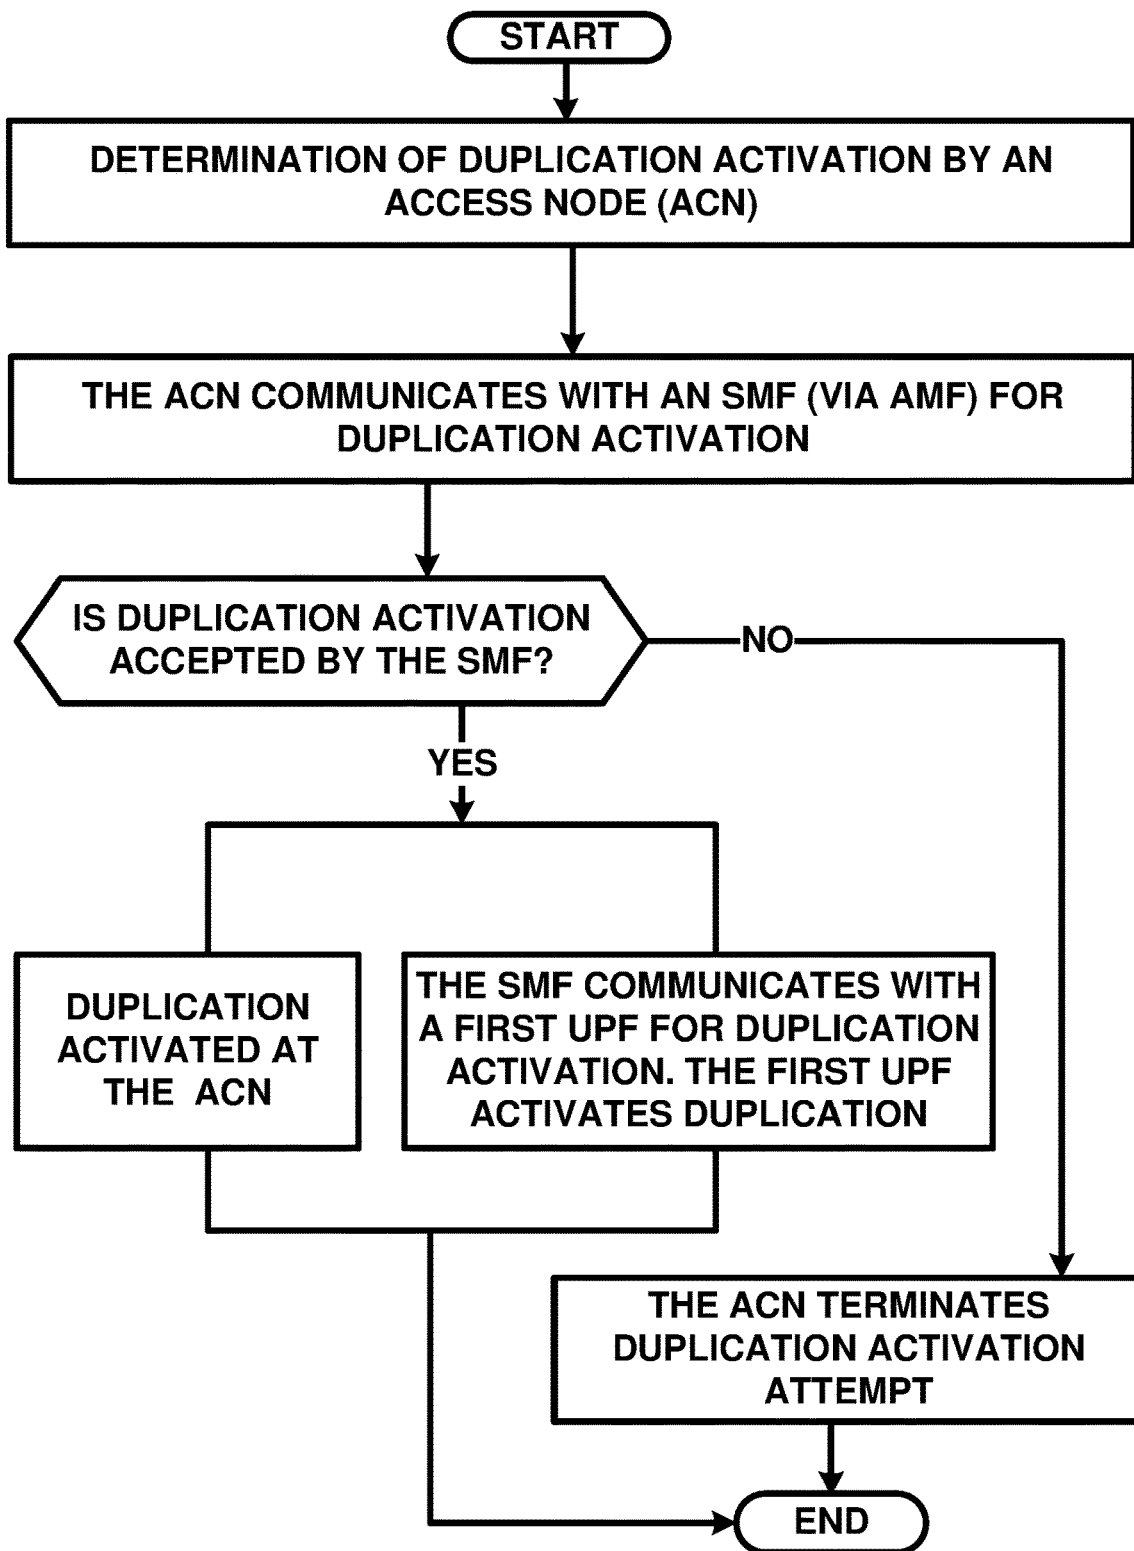 START
DETERMINATION OF DUPLICATION ACTIVATION BY AN
ACCESS NODE (ACN)
THE ACN COMMUNICATES WITH AN SMF (VIA AMF) FOR
DUPLICATION ACTIVATION
IS DUPLICATION ACTIVATION
ACCEPTED BY THE SMF?
NO
YES
DUPLICATION
ACTIVATED AT
THE ACN
THE SMF COMMUNICATES WITH
A FIRST UPF FOR DUPLICATION
ACTIVATION. THE FIRST UPF
ACTIVATES DUPLICATION
THE ACN TERMINATES
DUPLICATION ACTIVATION
ATTEMPT
END